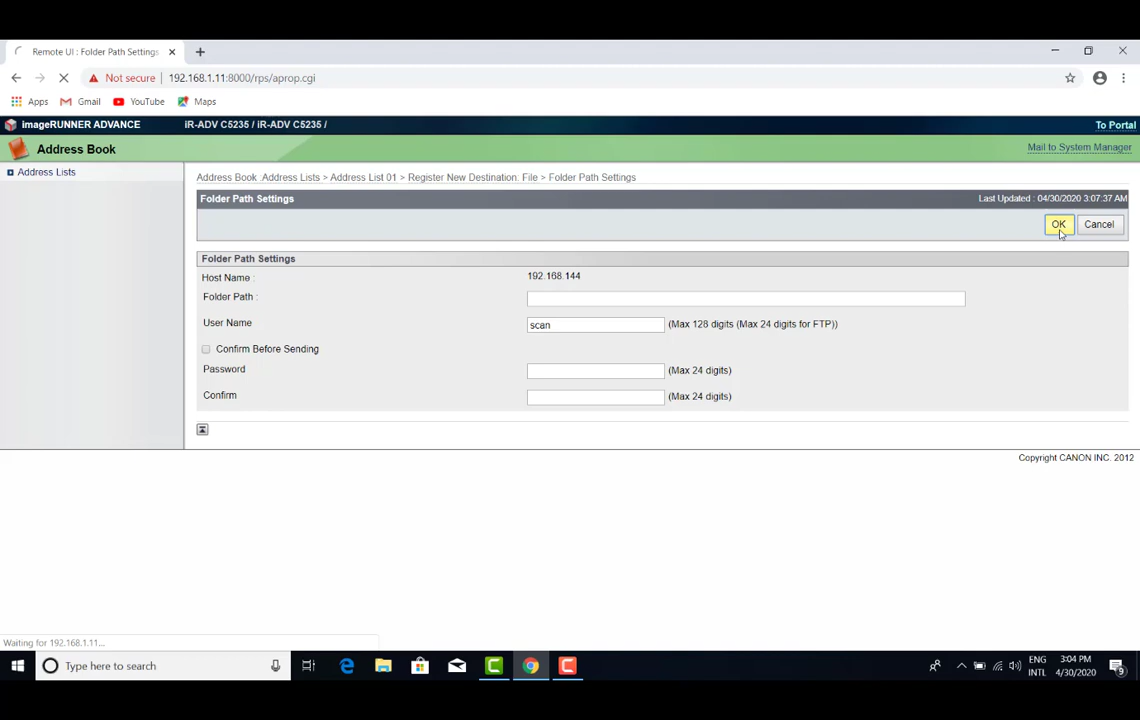 Remote UI : Folder Path Settings
Not secure 192.168.1.11:8000/rps/aprop.cgi
Apps Gmail YouTube Maps
imageRUNNER ADVANCE iR-ADV C5235 / iR-ADV C5235 / To Portal
Address Book Mail to System Manager
Address Lists
Address Book :Address Lists > Address List 01 > Register New Destination: File > Folder Path Settings
Folder Path Settings Last Updated : 04/30/2020 3:07:37 AM
OK Cancel
Folder Path Settings
Host Name : 192.168.144
Folder Path :
User Name scan (Max 128 digits (Max 24 digits for FTP))
Confirm Before Sending
Password (Max 24 digits)
Confirm (Max 24 digits)
Copyright CANON INC. 2012
Waiting for 192.168.1.11...
Type here to search
ENG 3:04 PM
INTL 4/30/2020 9